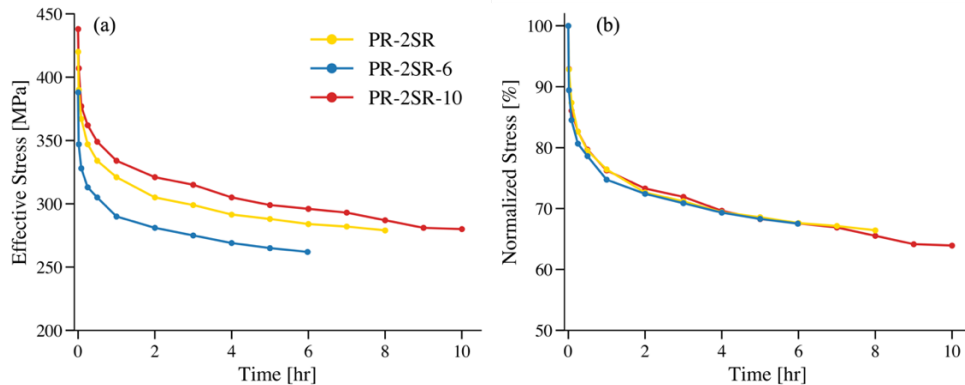 (a)
PR-2SR
PR-2SR-6
PR-2SR-10
Effective Stress [MPa]
450
400
350
300
250
200
0
2
4
6
8
10
Time [hr]
(b)
Normalized Stress [%]
100
90
80
70
60
50
0
2
4
6
8
10
Time [hr]